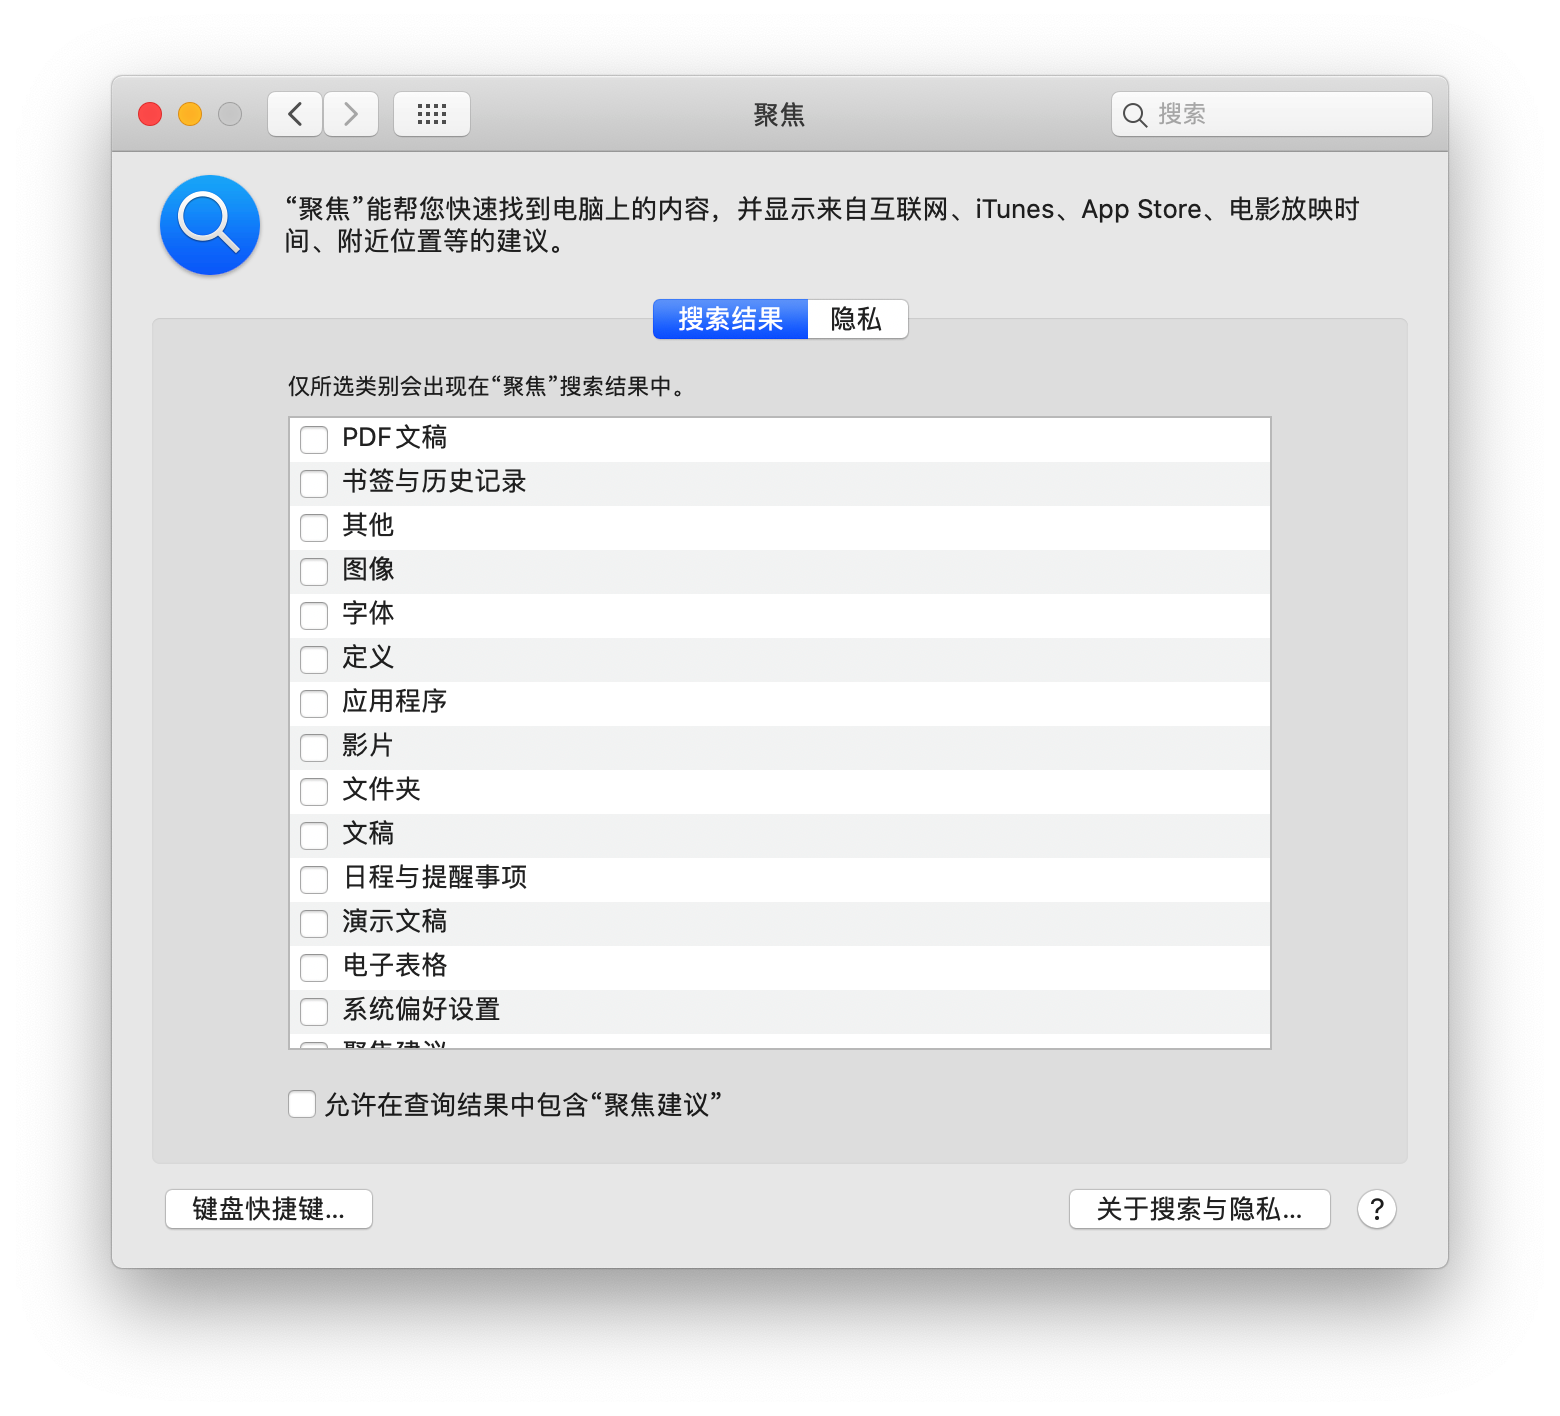 聚焦
搜索
“聚焦”能帮您快速找到电脑上的内容，并显示来自互联网、iTunes、App Store、电影放映时
间、附近位置等的建议。
搜索结果
隐私
仅所选类别会出现在“聚焦”搜索结果中。
PDF文稿
书签与历史记录
其他
图像
字体
定义
应用程序
影片
文件夹
文稿
日程与提醒事项
演示文稿
电子表格
系统偏好设置
聚焦建议
允许在查询结果中包含“聚焦建议”
键盘快捷键...
关于搜索与隐私...
?